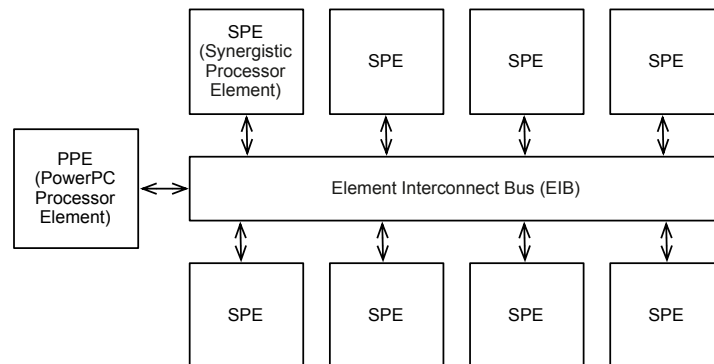 SPE
(Synergistic
Processor
Element)
SPE
SPE
SPE
PPE
(PowerPC
Processor
Element)
Element Interconnect Bus (EIB)
SPE
SPE
SPE
SPE